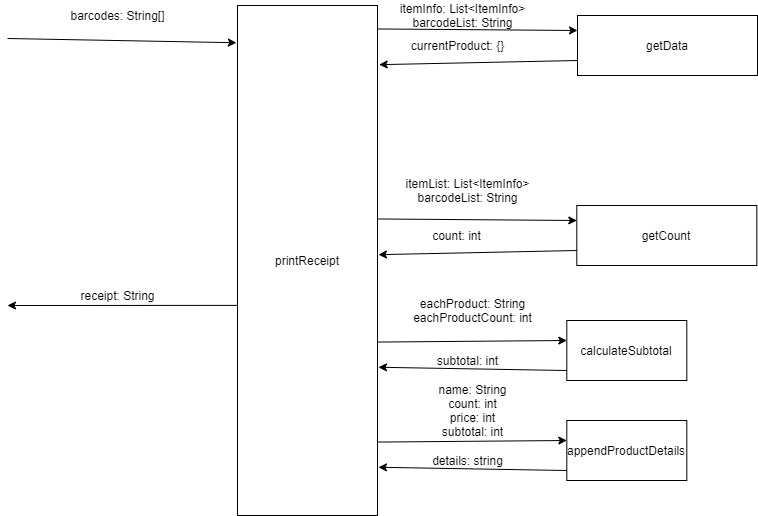 barcodes: String[]
itemInfo: List<ItemInfo>
barcodeList: String
currentProduct: {}
getData
itemList: List<ItemInfo>
barcodeList: String
count: int
getCount
printReceipt
receipt: String
eachProduct: String
eachProductCount: int
calculateSubtotal
subtotal: int
name: String
count: int
price: int
subtotal: int
appendProductDetails
details: string